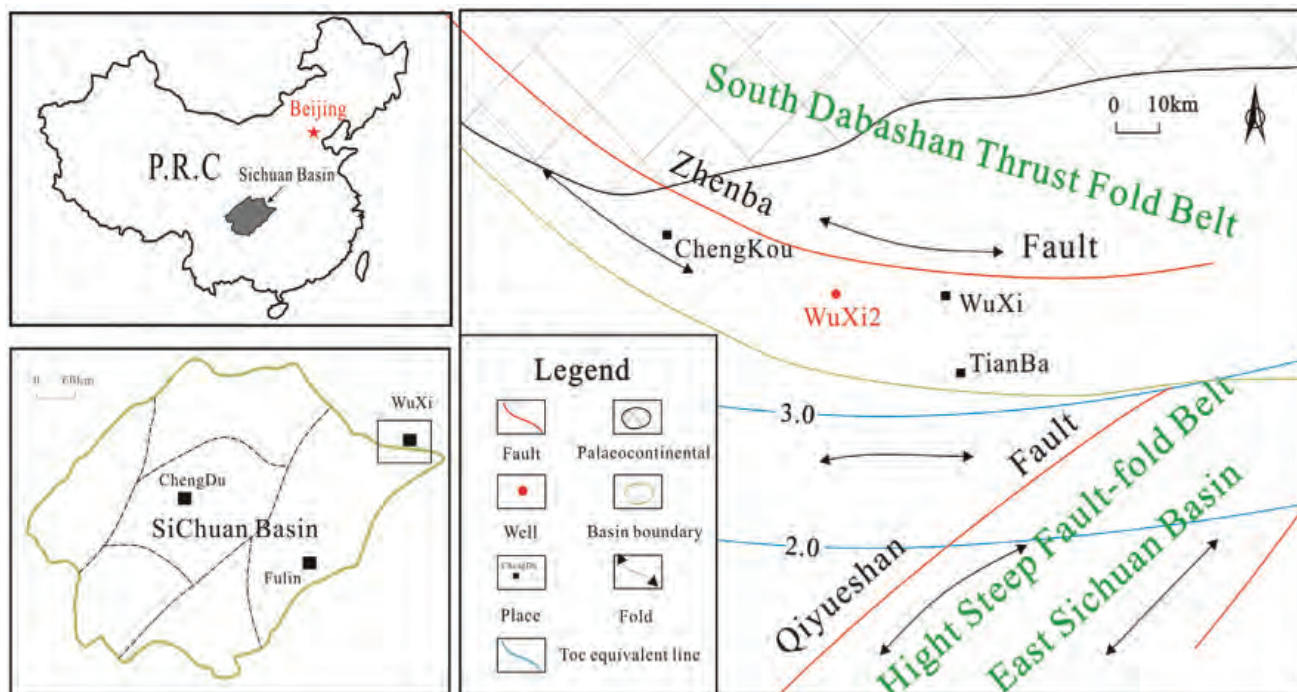 Beijing
P.R.C
Sichuan Basin
WuXi
ChengDu
SiChuan Basin
Fulin
Legend
Fault
Palaeocontinental
Well
Basin boundary
ChengDu
Place
Fold
Toc equivalent line
South Dabashan Thrust Fold Belt
0 10km
Zhenba
Fault
ChengKou
WuXi2
WuXi
TianBa
3.0
2.0
Qiyueshan
Fault
Hight Steep Fault-fold Belt
East Sichuan Basin